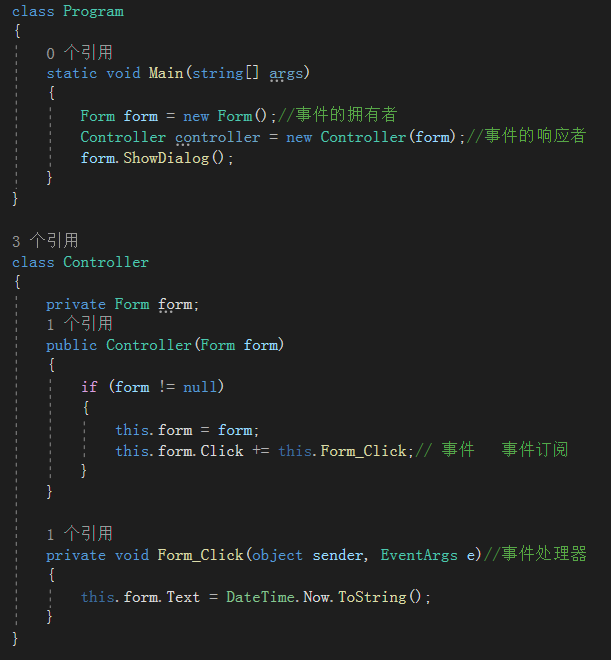 class Program
{
0 个引用
static void Main(string[] args)
{
Form form = new Form();//事件的拥有者
Controller controller = new Controller(form);//事件的响应者
form.ShowDialog();
}
}
3 个引用
class Controller
{
private Form form;
1 个引用
public Controller(Form form)
{
if (form != null)
{
this.form = form;
this.form.Click += this.Form_Click;// 事件   事件订阅
}
}
1 个引用
private void Form_Click(object sender, EventArgs e)//事件处理器
{
this.form.Text = DateTime.Now.ToString();
}
}